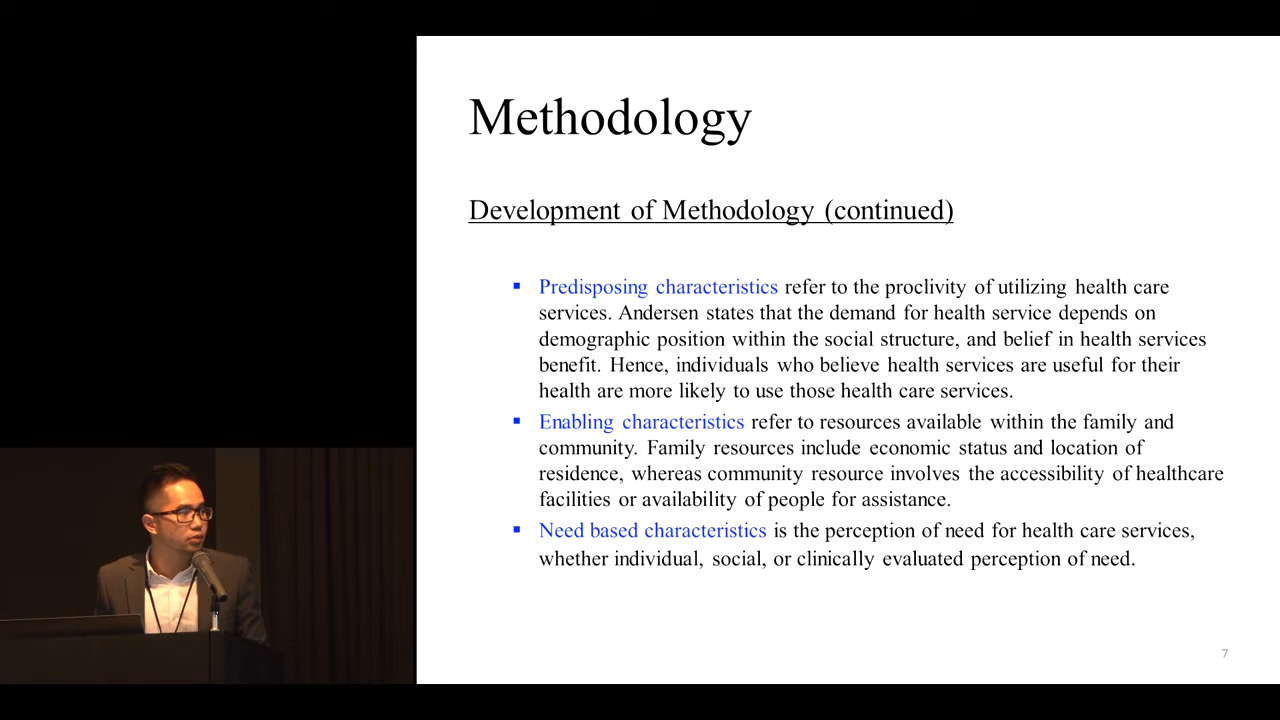 Methodology
Development of Methodology (continued)
▪ Predisposing characteristics refer to the proclivity of utilizing health care
services. Andersen states that the demand for health service depends on
demographic position within the social structure, and belief in health services
benefit. Hence, individuals who believe health services are useful for their
health are more likely to use those health care services.
▪ Enabling characteristics refer to resources available within the family and
community. Family resources include economic status and location of
residence, whereas community resource involves the accessibility of healthcare
facilities or availability of people for assistance.
▪ Need based characteristics is the perception of need for health care services,
whether individual, social, or clinically evaluated perception of need.
7